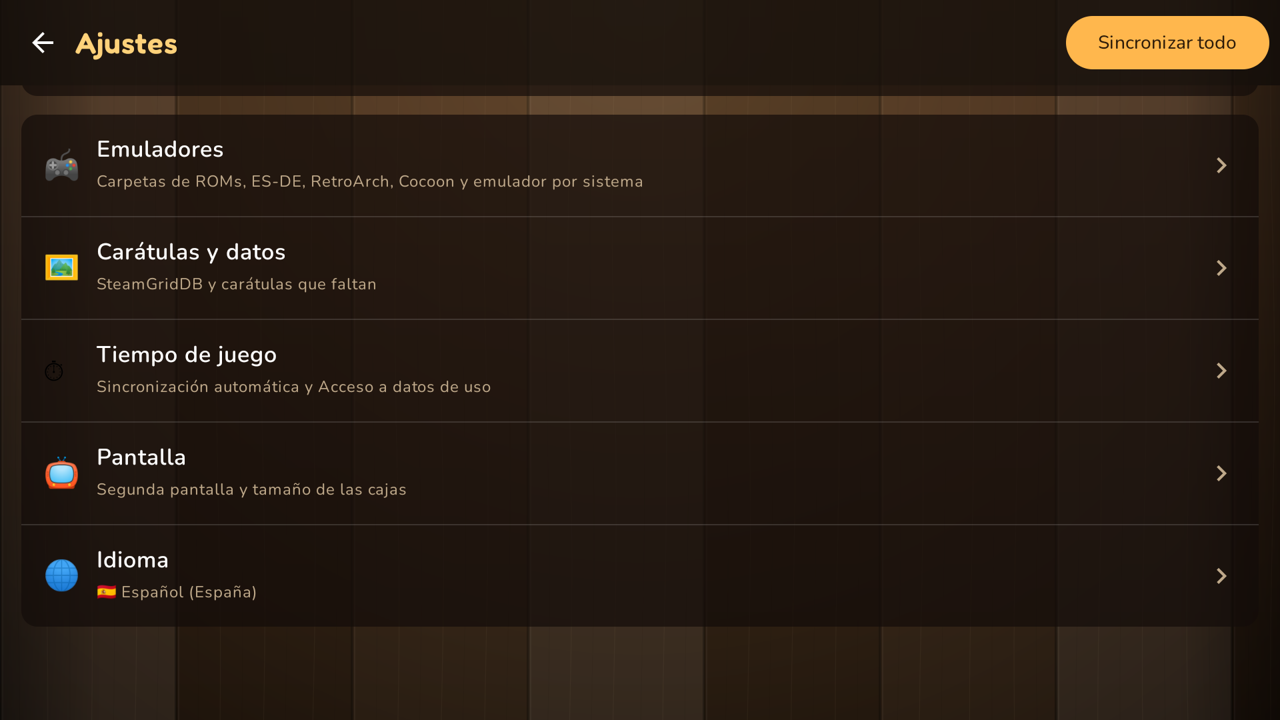 Ajustes
Sincronizar todo
Emuladores
Carpetas de ROMs, ES-DE, RetroArch, Cocoon y emulador por sistema
Carátulas y datos
SteamGridDB y carátulas que faltan
Tiempo de juego
Sincronización automática y Acceso a datos de uso
Pantalla
Segunda pantalla y tamaño de las cajas
Idioma
🇪🇸 Español (España)